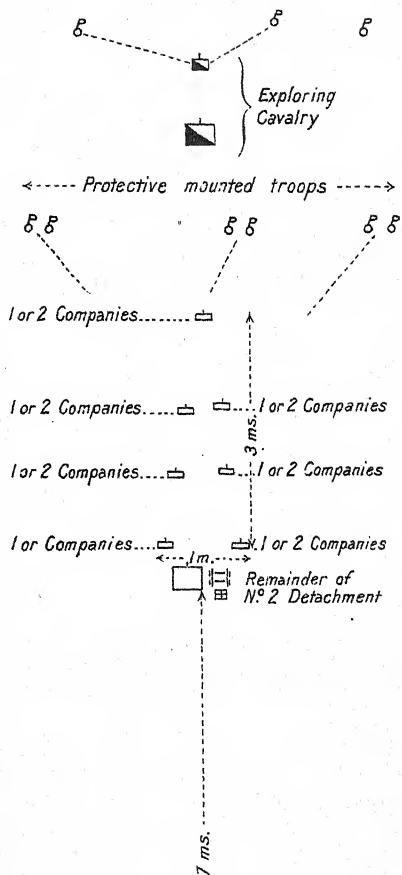 Exploring
Cavalry
Protective mounted troops
1 or 2 Companies
1 or 2 Companies 1 or 2 Companies
3 ms.
1 or 2 Companies 1 or 2 Companies
1 or Companies 1 or 2 Companies
1m.
Remainder of
No. 2 Detachment
7 ms.